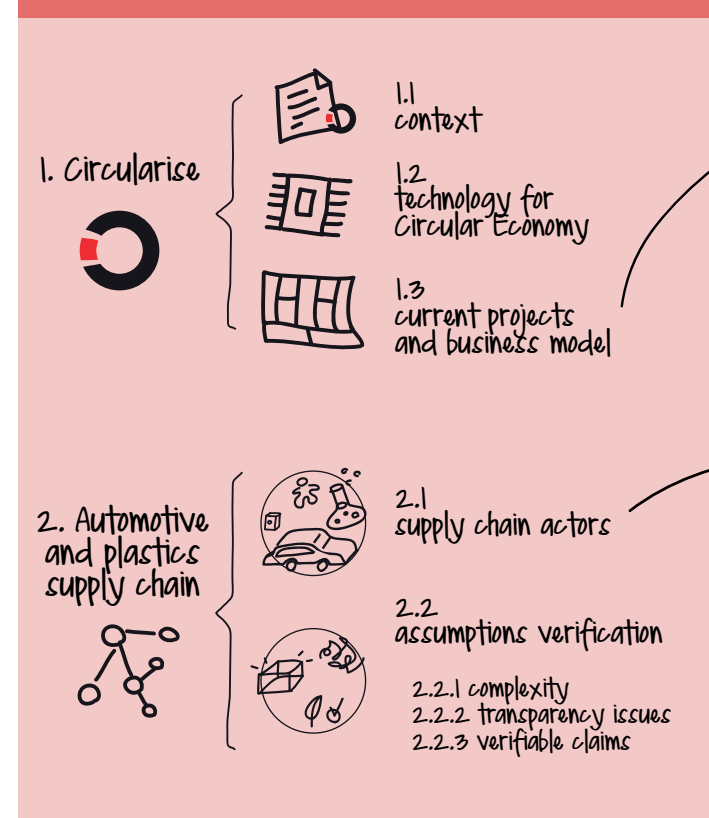 1. Circularise
1.1
context
1.2
technology for
Circular Economy
1.3
current projects
and business model
2. Automotive
and plastics
supply chain
2.1
supply chain actors
2.2
assumptions verification
2.2.1 complexity
2.2.2 transparency issues
2.2.3 verifiable claims